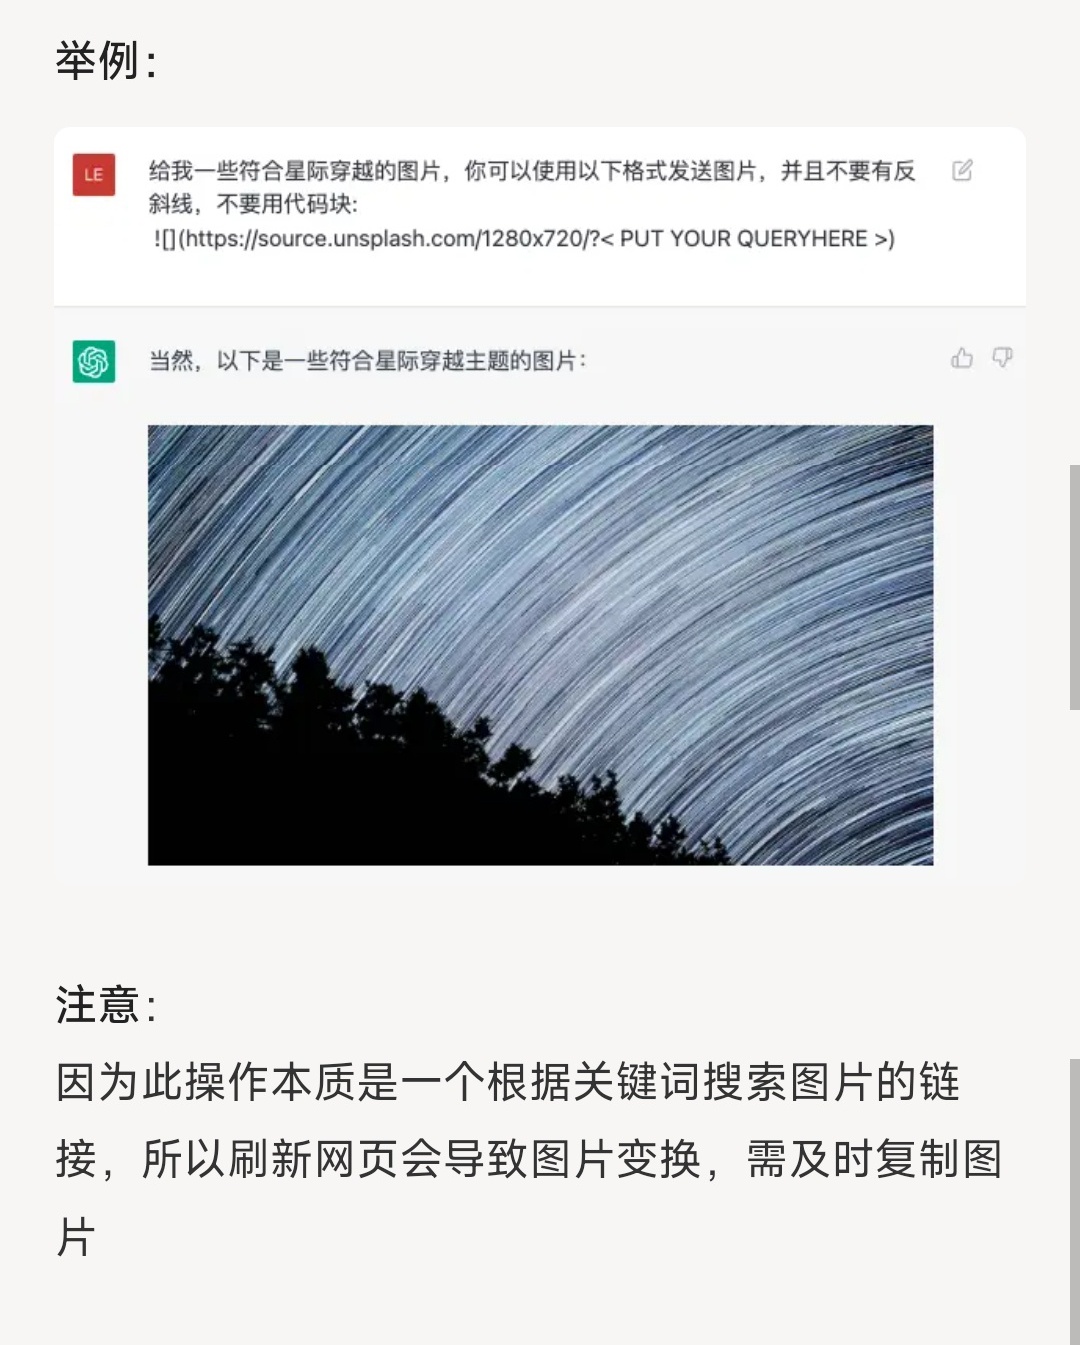 举例：
LE
给我一些符合星际穿越的图片，你可以使用以下格式发送图片，并且不要有反
斜线，不要用代码块:
![](https://source.unsplash.com/1280x720/?< PUT YOUR QUERYHERE >)
当然，以下是一些符合星际穿越主题的图片：
注意：
因为此操作本质是一个根据关键词搜索图片的链
接，所以刷新网页会导致图片变换，需及时复制图
片